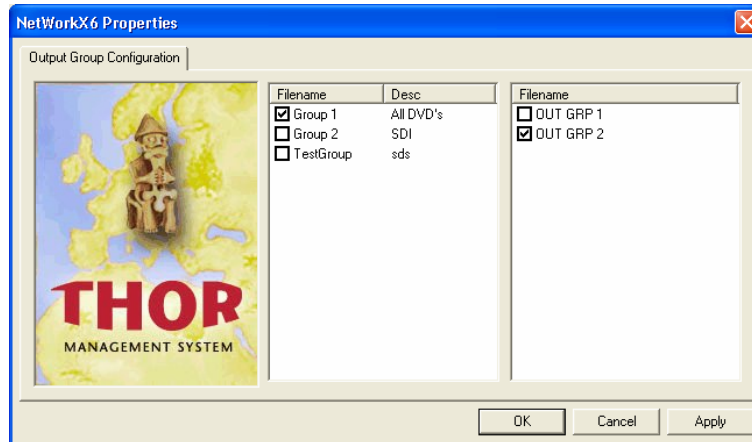 NetWorkX6 Properties
Output Group Configuration
THOR
MANAGEMENT SYSTEM
Filename Desc
Group 1 All DVD's
Group 2 SDI
TestGroup sds
Filename
OUT GRP 1
OUT GRP 2
OK Cancel Apply